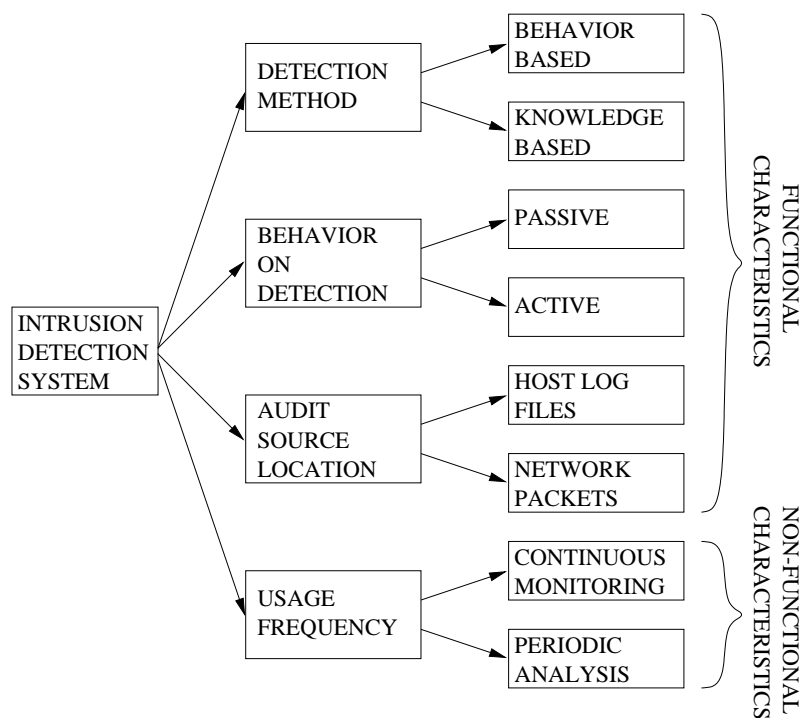 INTRUSION
DETECTION
SYSTEM
DETECTION
METHOD
BEHAVIOR
ON
DETECTION
AUDIT
SOURCE
LOCATION
USAGE
FREQUENCY
BEHAVIOR
BASED
KNOWLEDGE
BASED
PASSIVE
ACTIVE
HOST LOG
FILES
NETWORK
PACKETS
CONTINUOUS
MONITORING
PERIODIC
ANALYSIS
FUNCTIONAL
CHARACTERISTICS
NON-FUNCTIONAL
CHARACTERISTICS